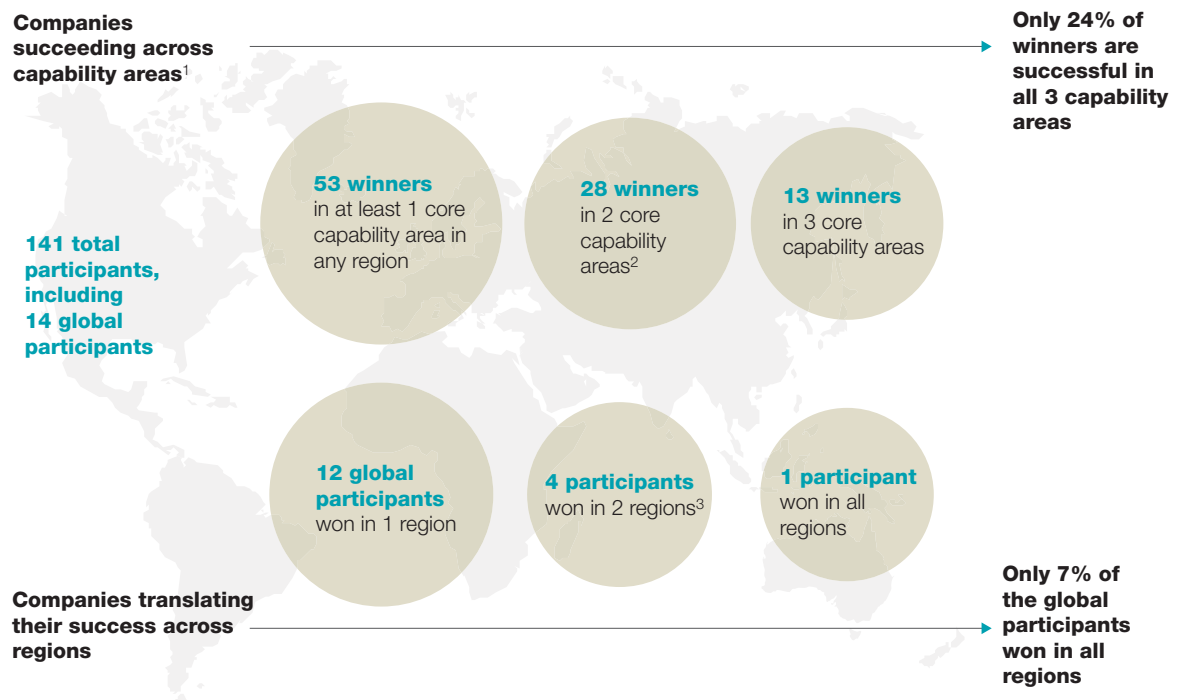 Companies
succeeding across
capability areas¹
Only 24% of
winners are
successful in
all 3 capability
areas
141 total
participants,
including
14 global
participants
53 winners
in at least 1 core
capability area in
any region
28 winners
in 2 core
capability
areas²
13 winners
in 3 core
capability areas
12 global
participants
won in 1 region
4 participants
won in 2 regions³
1 participant
won in all
regions
Companies translating
their success across
regions
Only 7% of
the global
participants
won in all
regions